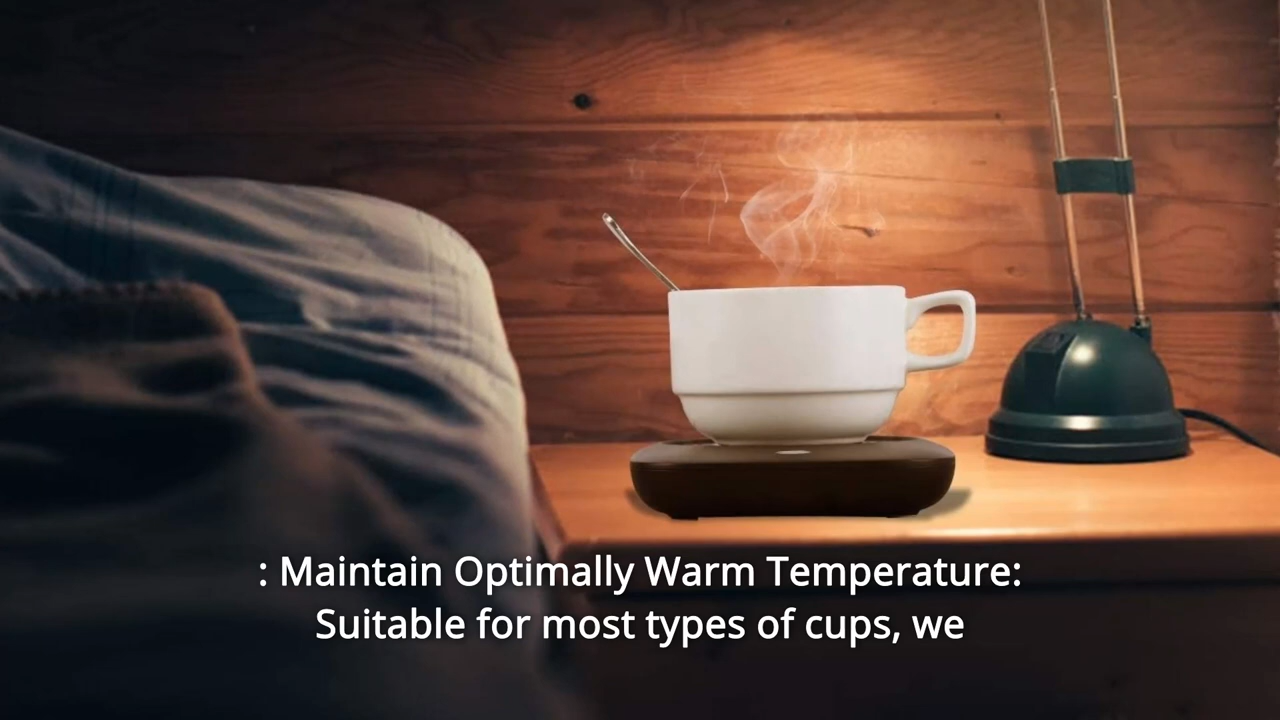 : Maintain Optimally Warm Temperature:
Suitable for most types of cups, we